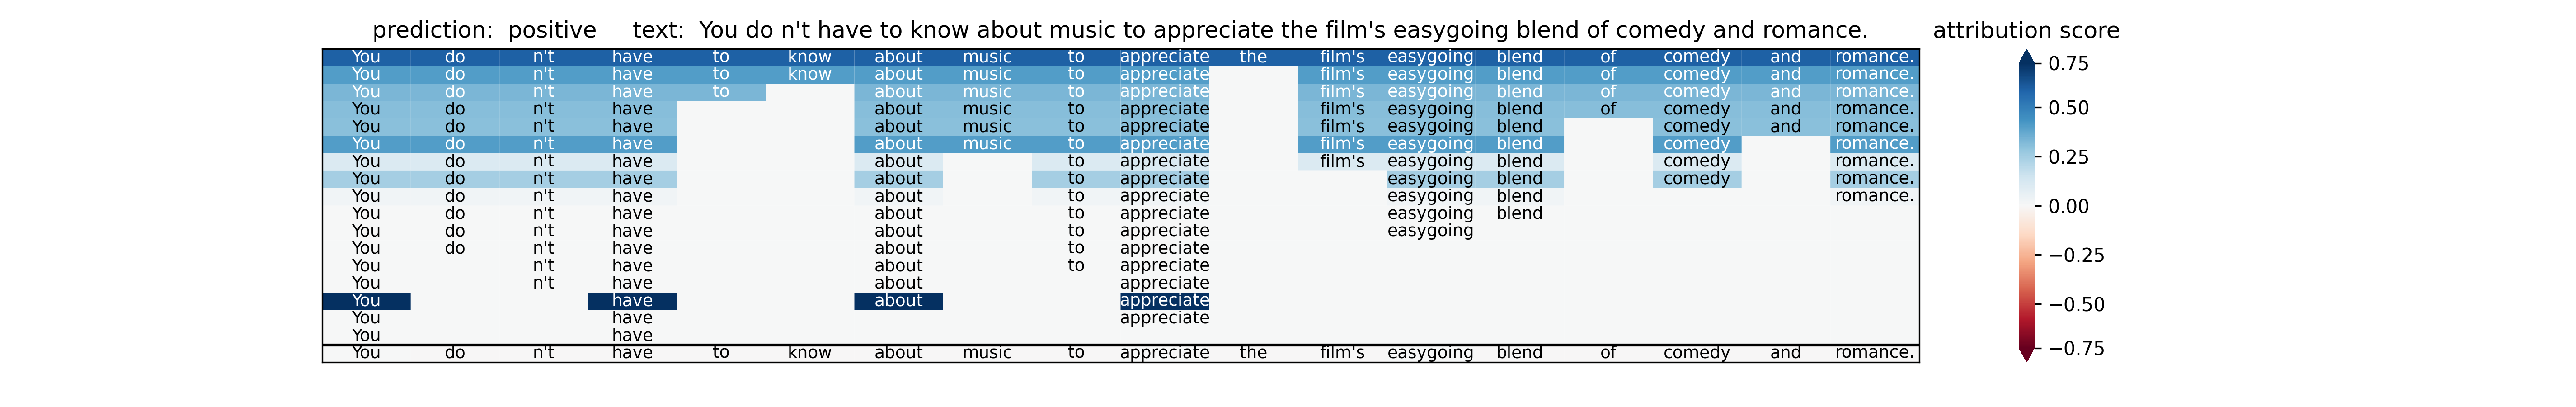 prediction: positive text: You do n't have to know about music to appreciate the film's easygoing blend of comedy and romance. attribution score
You do n't have to know about music to appreciate the film's easygoing blend of comedy and romance.
You do n't have to know about music to appreciate film's easygoing blend of comedy and romance.
You do n't have to about music to appreciate film's easygoing blend of comedy and romance.
You do n't have about music to appreciate film's easygoing blend of comedy and romance.
You do n't have about music to appreciate film's easygoing blend comedy and romance.
You do n't have about music to appreciate film's easygoing blend comedy romance.
You do n't have about to appreciate film's easygoing blend comedy romance.
You do n't have about to appreciate easygoing blend comedy romance.
You do n't have about to appreciate easygoing blend romance.
You do n't have about to appreciate easygoing blend
You do n't have about to appreciate easygoing
You do n't have about to appreciate
You n't have about to appreciate
You n't have about appreciate
You have about appreciate
You have appreciate
You have
You do n't have to know about music to appreciate the film's easygoing blend of comedy and romance.
0.75
0.50
0.25
0.00
−0.25
−0.50
−0.75